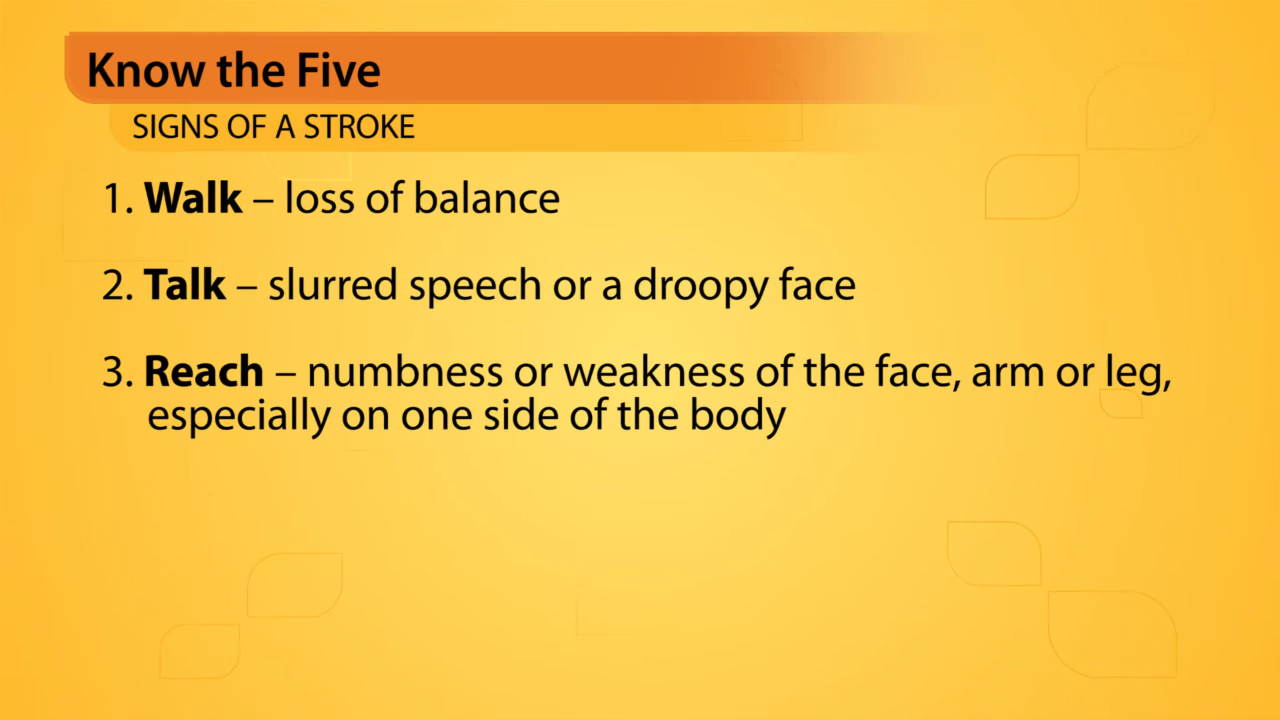 Know the Five
SIGNS OF A STROKE
1. Walk – loss of balance
2. Talk – slurred speech or a droopy face
3. Reach – numbness or weakness of the face, arm or leg,
especially on one side of the body